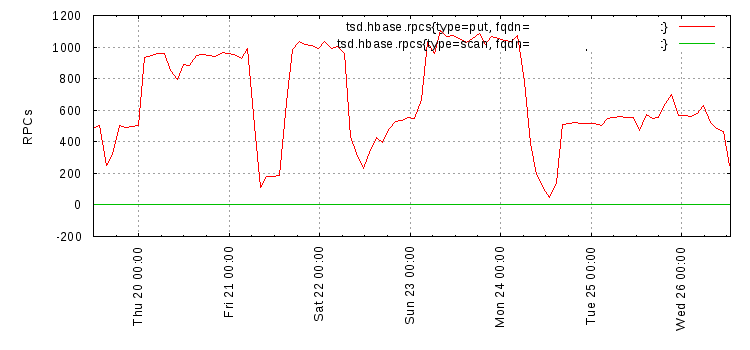 1200
1000
800
600
400
200
0
-200
RPCs
tsd.hbase.rpcs{type=put, fqdn= :}
tsd.hbase.rpcs{type=scan, fqdn= , :}
Thu 20 00:00
Fri 21 00:00
Sat 22 00:00
Sun 23 00:00
Mon 24 00:00
Tue 25 00:00
Wed 26 00:00